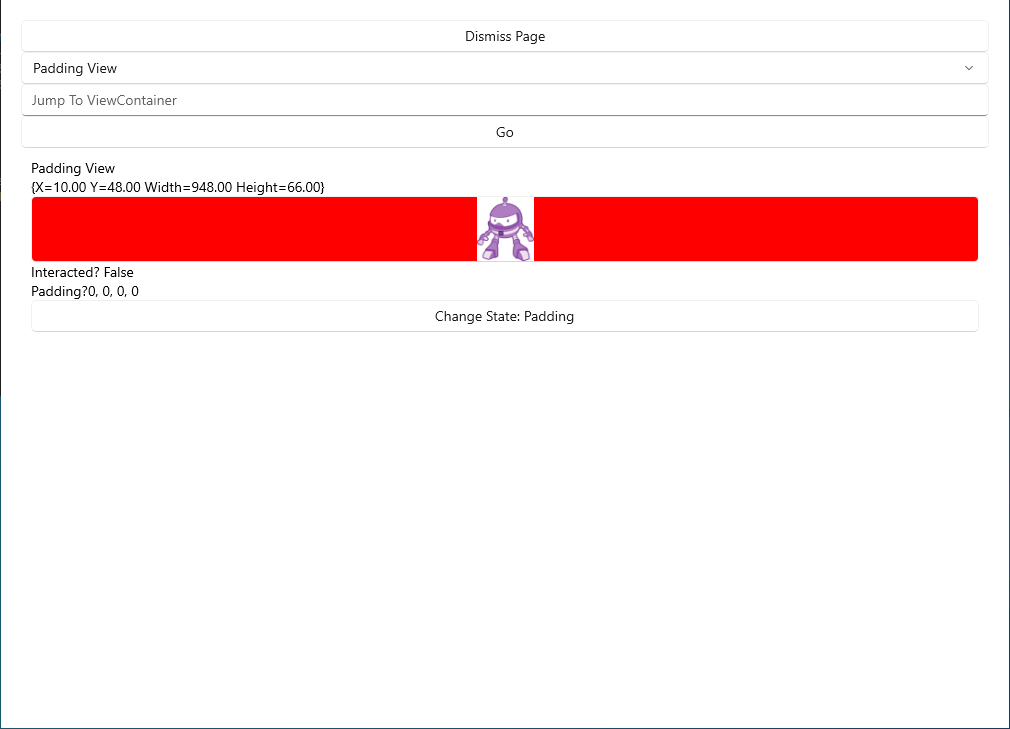 Dismiss Page
Padding View
Jump To ViewContainer
Go
Padding View
{X=10.00 Y=48.00 Width=948.00 Height=66.00}
Interacted? False
Padding?0, 0, 0, 0
Change State: Padding